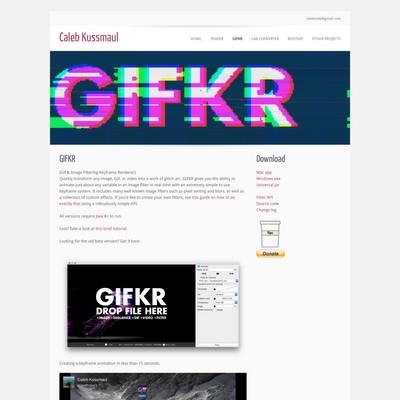 Caleb Kussmaul
HOME
GIFKR
LAB CONVERTER
OTHER PROJECTS
GIFKR
GIFKR
Download
Gif & Image Filtering Keyframe Renderer)
Quickly transform any image, GIF, or video into a work of glitch art. GIFKR gives you the ability to
animate just about any variable in an image filter in real time with an extremely simple to use
keyframe system. It includes many well known image filters such as pixel sorting and blurs, as well as
a collection of custom effects. If you'd like to create your own filters, see this guide on how to do
exactly that using a ridiculously simple API.
Mac app
Windows exe
Universal jar
Filter API
Source code
Change log
All versions require Java 8+ to run.
Lost? Take a look at this brief tutorial.
Looking for the old beta version? Get it here.
Tips
Donate
GIFKR
DROP FILE HERE
•IMAGE •SEQUENCE •GIF •VIDEO •FILTER
Creating a keyframe animation in less than 15 seconds:
Caleb Kussmaul